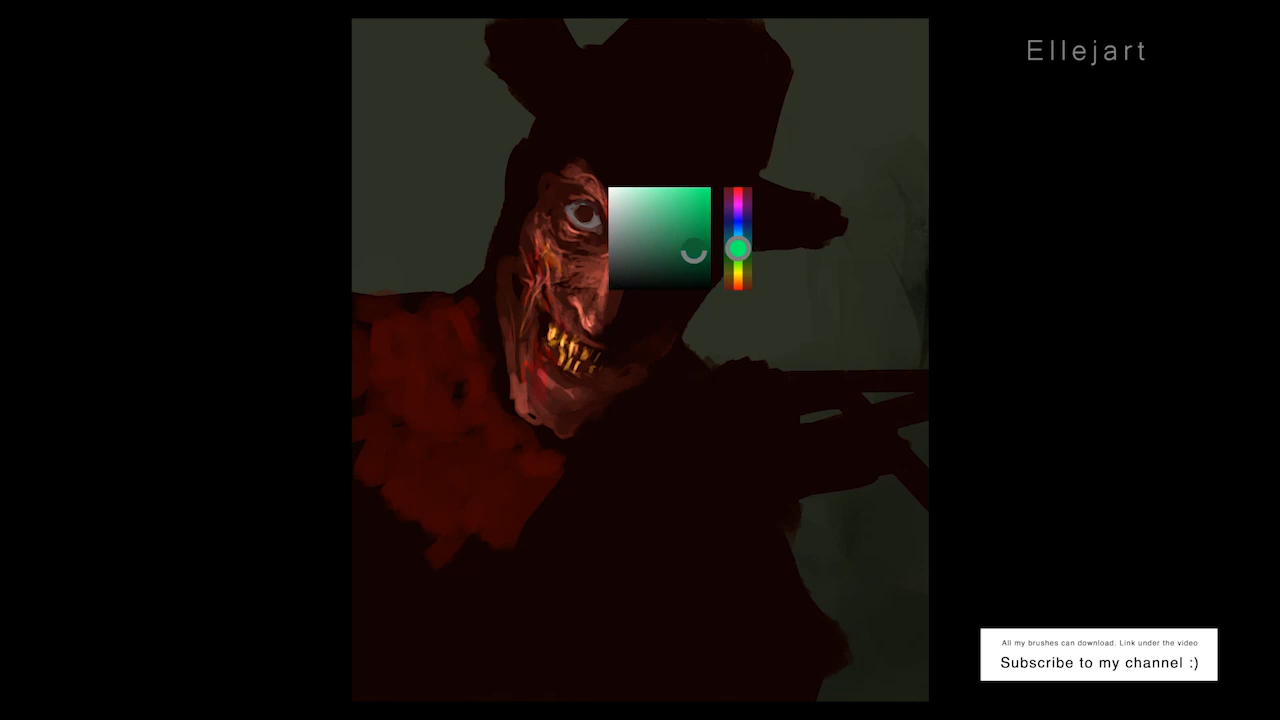 Ellejart
All my brushes can download. Link under the video
Subscribe to my channel :)